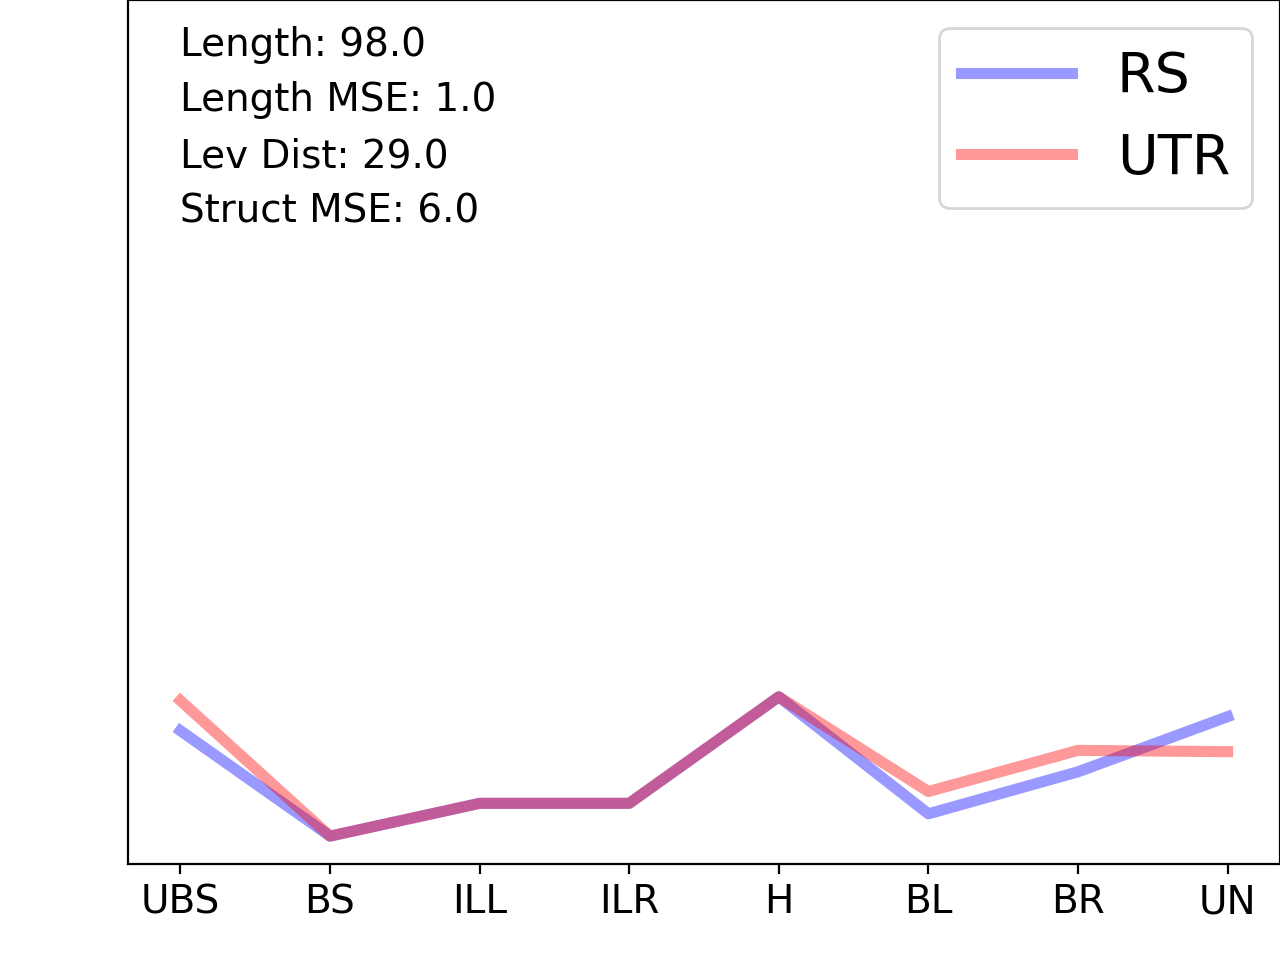 Length: 98.0
Length MSE: 1.0
Lev Dist: 29.0
Struct MSE: 6.0
RS
UTR
UBS BS ILL ILR H BL BR UN